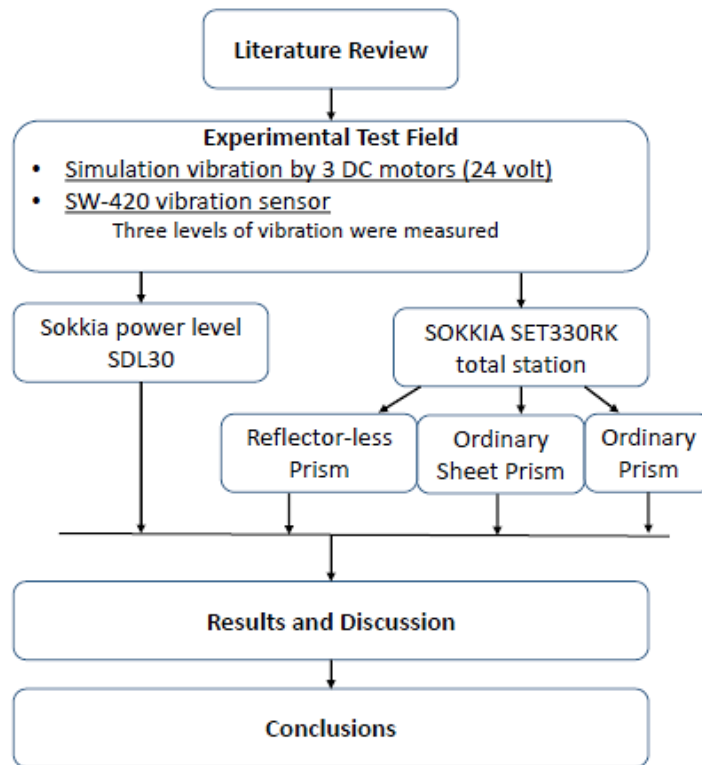 Literature Review
Experimental Test Field
• Simulation vibration by 3 DC motors (24 volt)
• SW-420 vibration sensor
Three levels of vibration were measured
Sokkia power level
SDL30
SOKKIA SET330RK
total station
Reflector-less
Prism
Ordinary
Sheet Prism
Ordinary
Prism
Results and Discussion
Conclusions